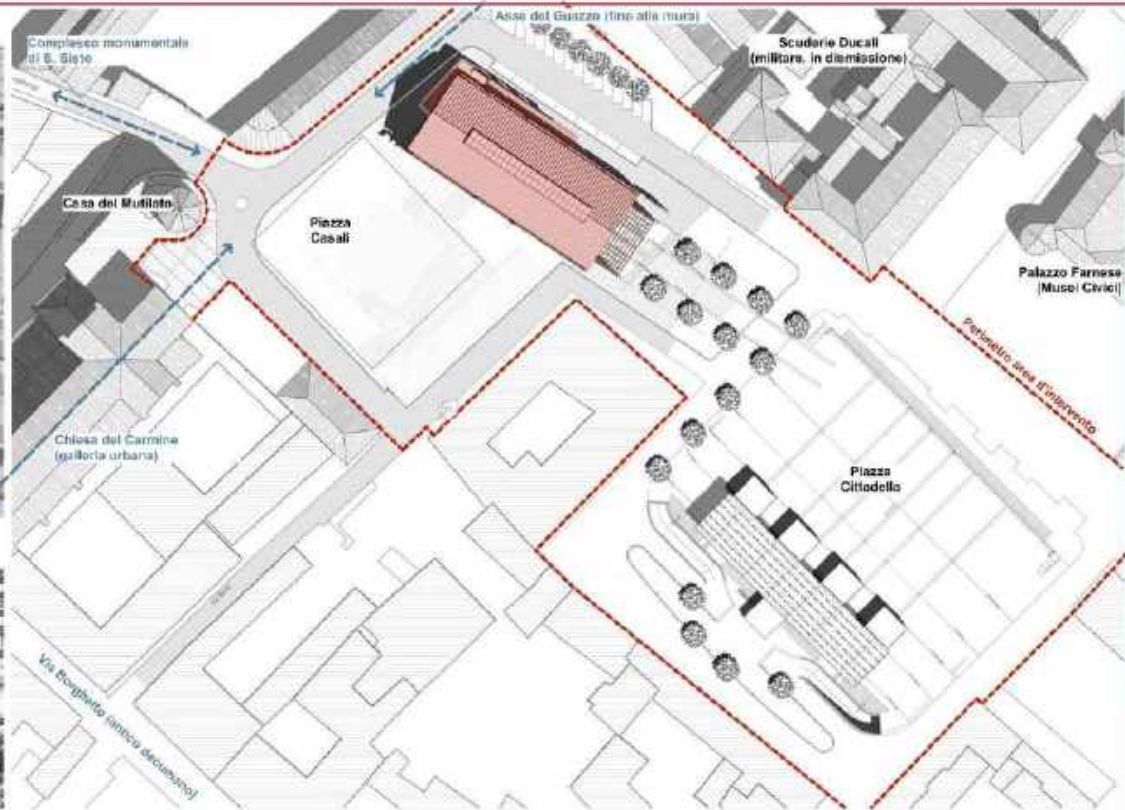 Asse del Guazzo (fino alle mura)
Complesso monumentale
di S. Sisto
Scuderie Ducali
(militare, in dismissione)
Casa del Mutilato
Piazza
Casali
Palazzo Farnese
(Musei Civici)
Perimetro area d'intervento
Chiesa del Carmine
(galleria urbana)
Piazza
Cittadella
Via Borghetto (antico decumano)